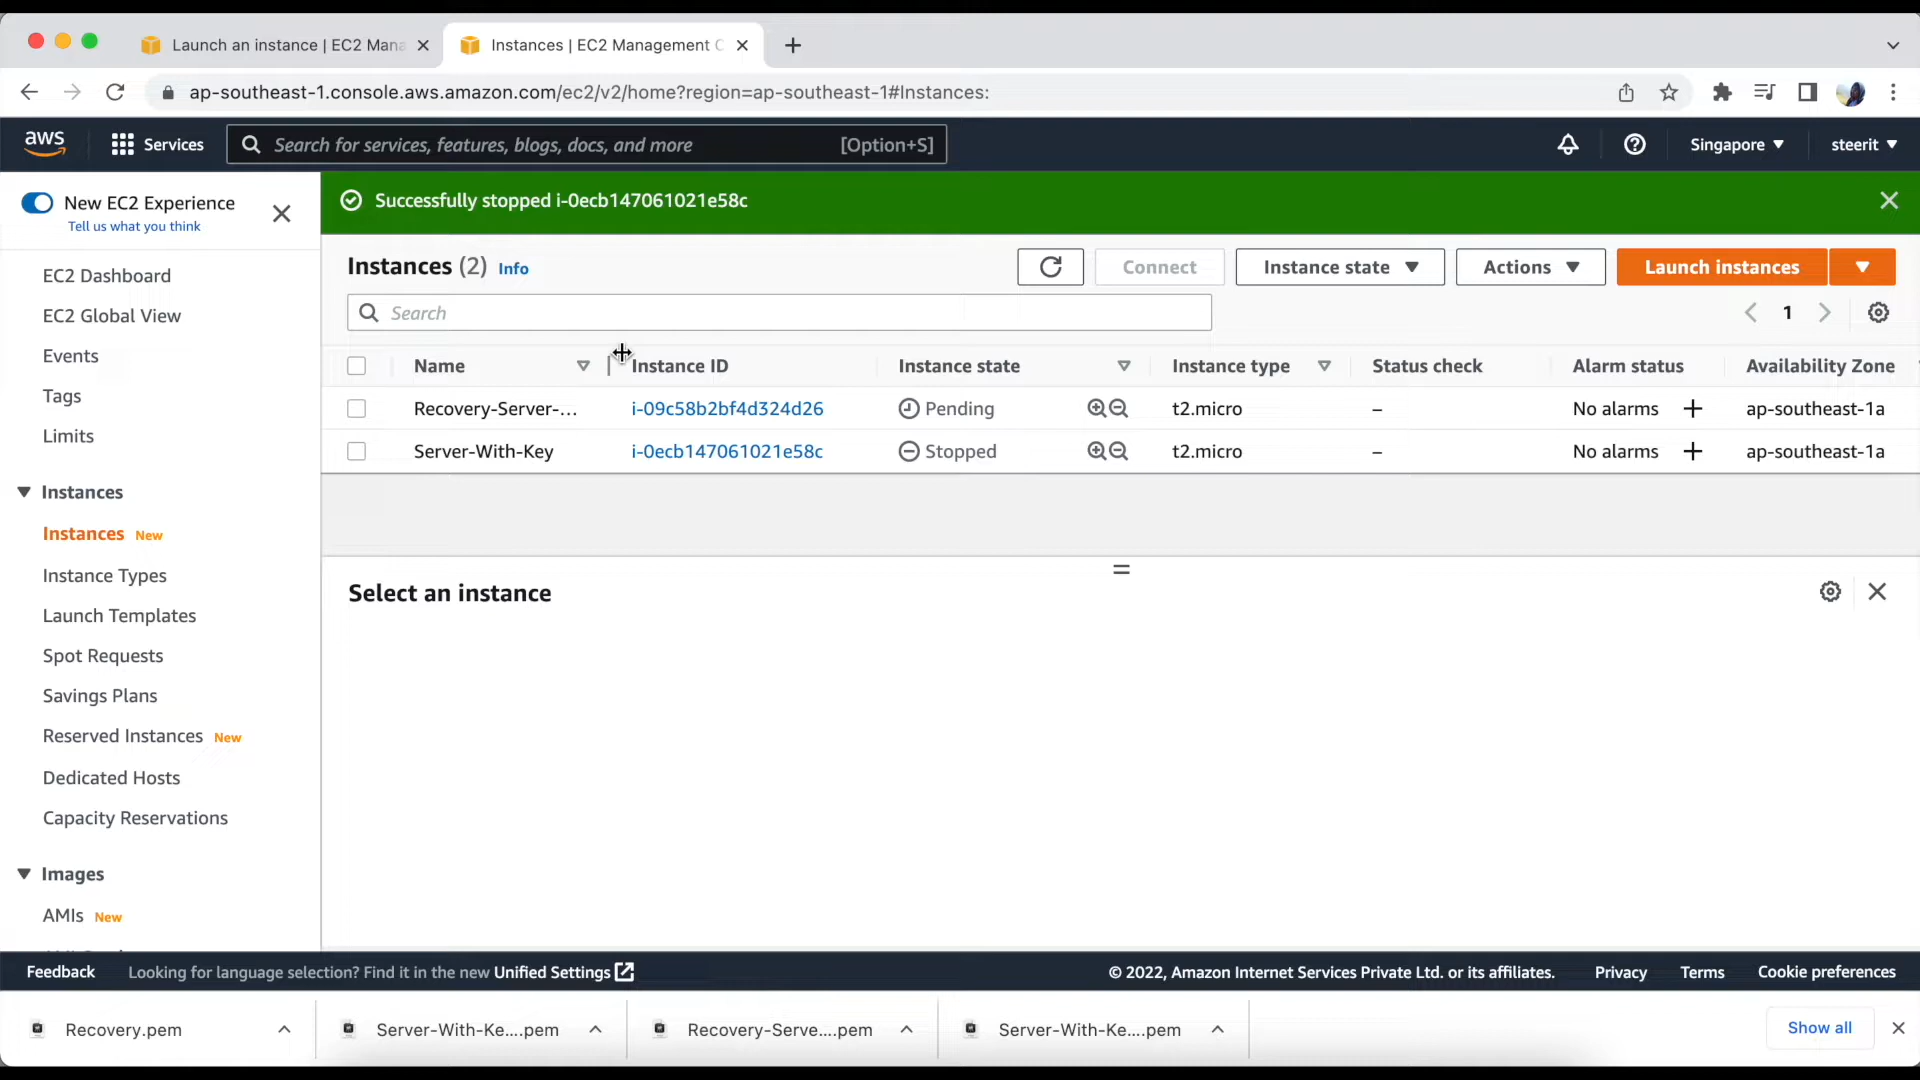 Launch an instance | EC2 Mana
Instances | EC2 Management C
ap-southeast-1.console.aws.amazon.com/ec2/v2/home?region=ap-southeast-1#Instances:
aws
Services
Search for services, features, blogs, docs, and more
[Option+S]
Singapore
steerit
New EC2 Experience
Tell us what you think
Successfully stopped i-0ecb147061021e58c
EC2 Dashboard
EC2 Global View
Events
Tags
Limits
Instances
Instances New
Instance Types
Launch Templates
Spot Requests
Savings Plans
Reserved Instances New
Dedicated Hosts
Capacity Reservations
Images
AMIs New
Instances (2) Info
Connect
Instance state
Actions
Launch instances
Search
1
Name Instance ID Instance state Instance type Status check Alarm status Availability Zone
Recovery-Server-... i-09c58b2bf4d324d26 Pending t2.micro – No alarms + ap-southeast-1a
Server-With-Key i-0ecb147061021e58c Stopped t2.micro – No alarms + ap-southeast-1a
Select an instance
Feedback Looking for language selection? Find it in the new Unified Settings
© 2022, Amazon Internet Services Private Ltd. or its affiliates. Privacy Terms Cookie preferences
Recovery.pem
Server-With-Ke....pem
Recovery-Serve....pem
Server-With-Ke....pem
Show all